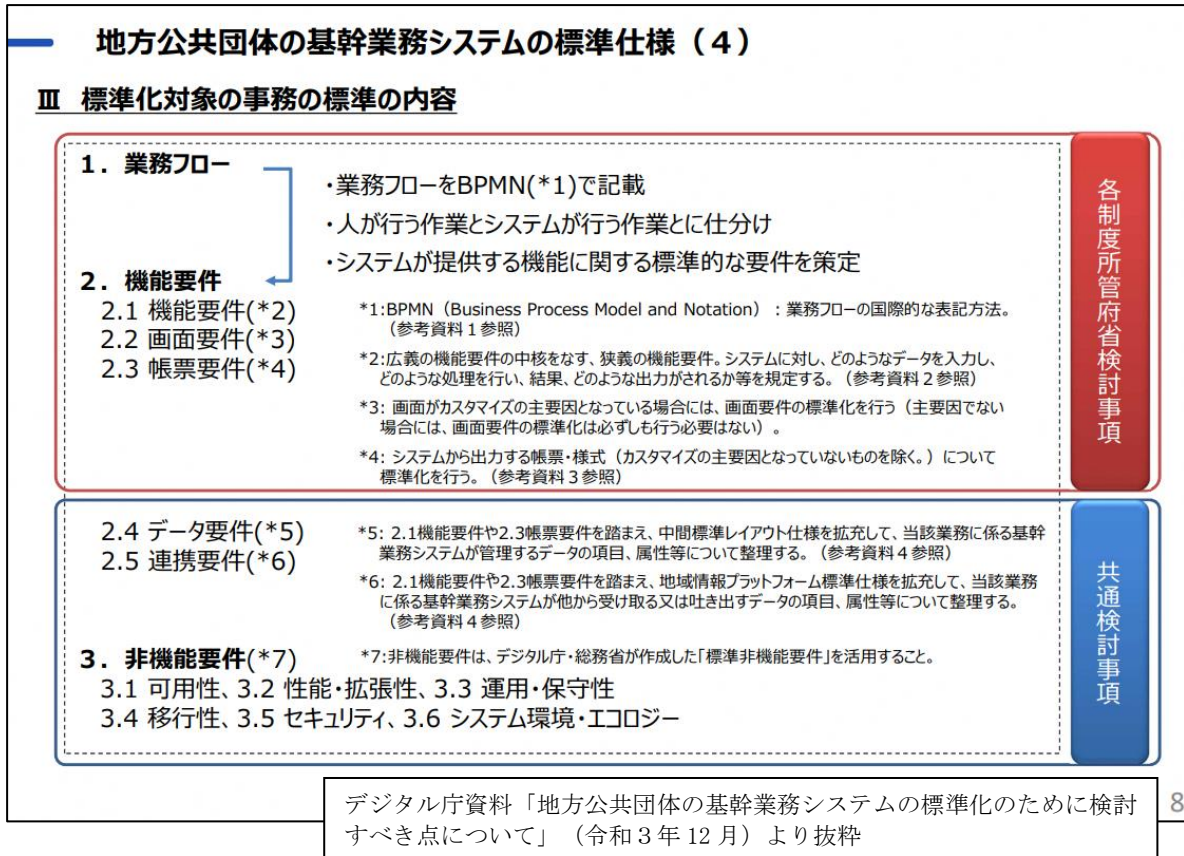 地方公共団体の基幹業務システムの標準仕様（４）
Ⅲ 標準化対象の事務の標準の内容
１．業務フロー
・業務フローをBPMN(*1)で記載
・人が行う作業とシステムが行う作業とに仕分け
・システムが提供する機能に関する標準的な要件を策定
２．機能要件
2.1 機能要件(*2)
2.2 画面要件(*3)
2.3 帳票要件(*4)
*1:BPMN（Business Process Model and Notation）：業務フローの国際的な表記方法。
（参考資料１参照）
*2:広義の機能要件の中核をなす、狭義の機能要件。システムに対し、どのようなデータを入力し、
どのような処理を行い、結果、どのような出力がされるか等を規定する。（参考資料２参照）
*3: 画面がカスタマイズの主要因となっている場合には、画面要件の標準化を行う（主要因でない
場合には、画面要件の標準化は必ずしも行う必要はない）。
*4: システムから出力する帳票・様式（カスタマイズの主要因となっていないものを除く。）について
標準化を行う。（参考資料３参照）
各制度所管府省検討事項
2.4 データ要件(*5)
2.5 連携要件(*6)
*5: 2.1機能要件や2.3帳票要件を踏まえ、中間標準レイアウト仕様を拡充して、当該業務に係る基幹
業務システムが管理するデータの項目、属性等について整理する。（参考資料４参照）
*6: 2.1機能要件や2.3帳票要件を踏まえ、地域情報プラットフォーム標準仕様を拡充して、当該業務
に係る基幹業務システムが他から受け取る又は吐き出すデータの項目、属性等について整理する。
（参考資料４参照）
３．非機能要件(*7)
*7:非機能要件は、デジタル庁・総務省が作成した「標準非機能要件」を活用すること。
3.1 可用性、3.2 性能・拡張性、3.3 運用・保守性
3.4 移行性、3.5 セキュリティ、3.6 システム環境・エコロジー
共通検討事項
デジタル庁資料「地方公共団体の基幹業務システムの標準化のために検討
すべき点について」（令和３年 12 月）より抜粋
8